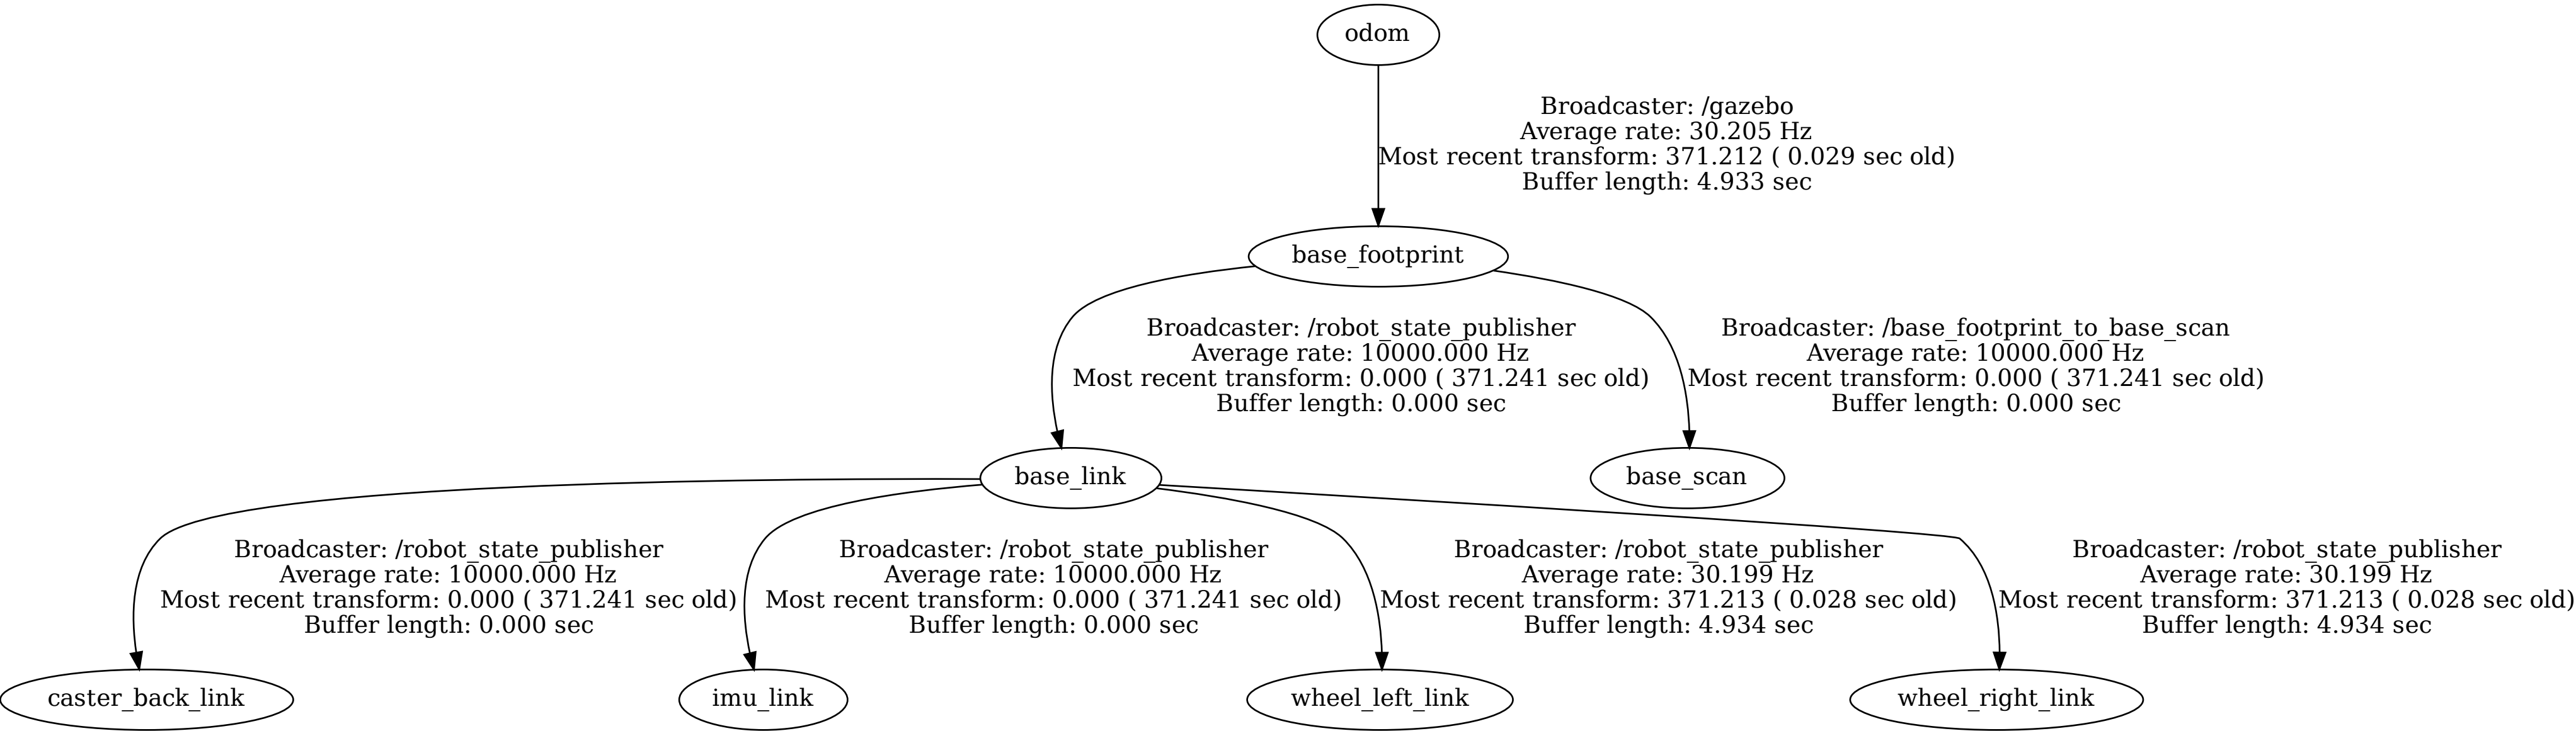 odom
Broadcaster: /gazebo
Average rate: 30.205 Hz
Most recent transform: 371.212 ( 0.029 sec old)
Buffer length: 4.933 sec
base_footprint
Broadcaster: /robot_state_publisher
Average rate: 10000.000 Hz
Most recent transform: 0.000 ( 371.241 sec old)
Buffer length: 0.000 sec
Broadcaster: /base_footprint_to_base_scan
Average rate: 10000.000 Hz
Most recent transform: 0.000 ( 371.241 sec old)
Buffer length: 0.000 sec
base_link
base_scan
Broadcaster: /robot_state_publisher
Average rate: 10000.000 Hz
Most recent transform: 0.000 ( 371.241 sec old)
Buffer length: 0.000 sec
Broadcaster: /robot_state_publisher
Average rate: 10000.000 Hz
Most recent transform: 0.000 ( 371.241 sec old)
Buffer length: 0.000 sec
Broadcaster: /robot_state_publisher
Average rate: 30.199 Hz
Most recent transform: 371.213 ( 0.028 sec old)
Buffer length: 4.934 sec
Broadcaster: /robot_state_publisher
Average rate: 30.199 Hz
Most recent transform: 371.213 ( 0.028 sec old)
Buffer length: 4.934 sec
caster_back_link
imu_link
wheel_left_link
wheel_right_link